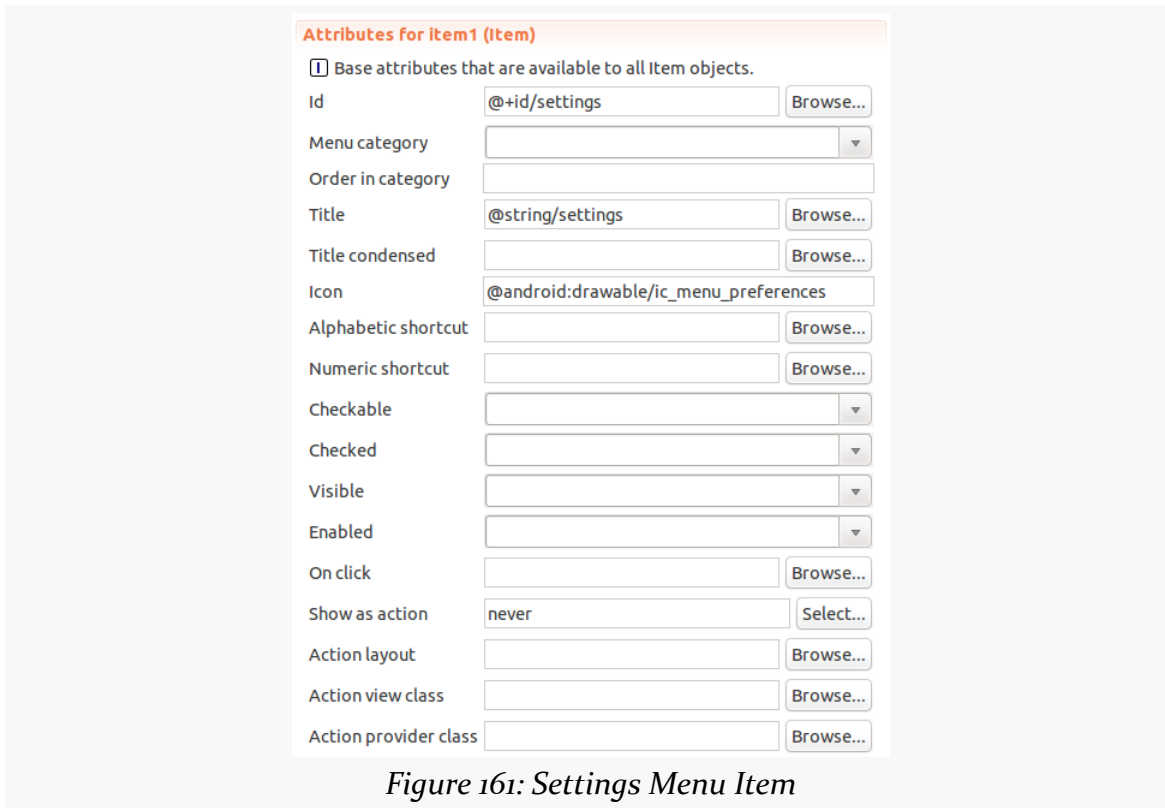 Attributes for item1 (Item)
I Base attributes that are available to all Item objects.
Id @+id/settings Browse...
Menu category
Order in category
Title @string/settings Browse...
Title condensed Browse...
Icon @android:drawable/ic_menu_preferences
Alphabetic shortcut Browse...
Numeric shortcut Browse...
Checkable
Checked
Visible
Enabled
On click Browse...
Show as action never Select...
Action layout Browse...
Action view class Browse...
Action provider class Browse...
Figure 161: Settings Menu Item